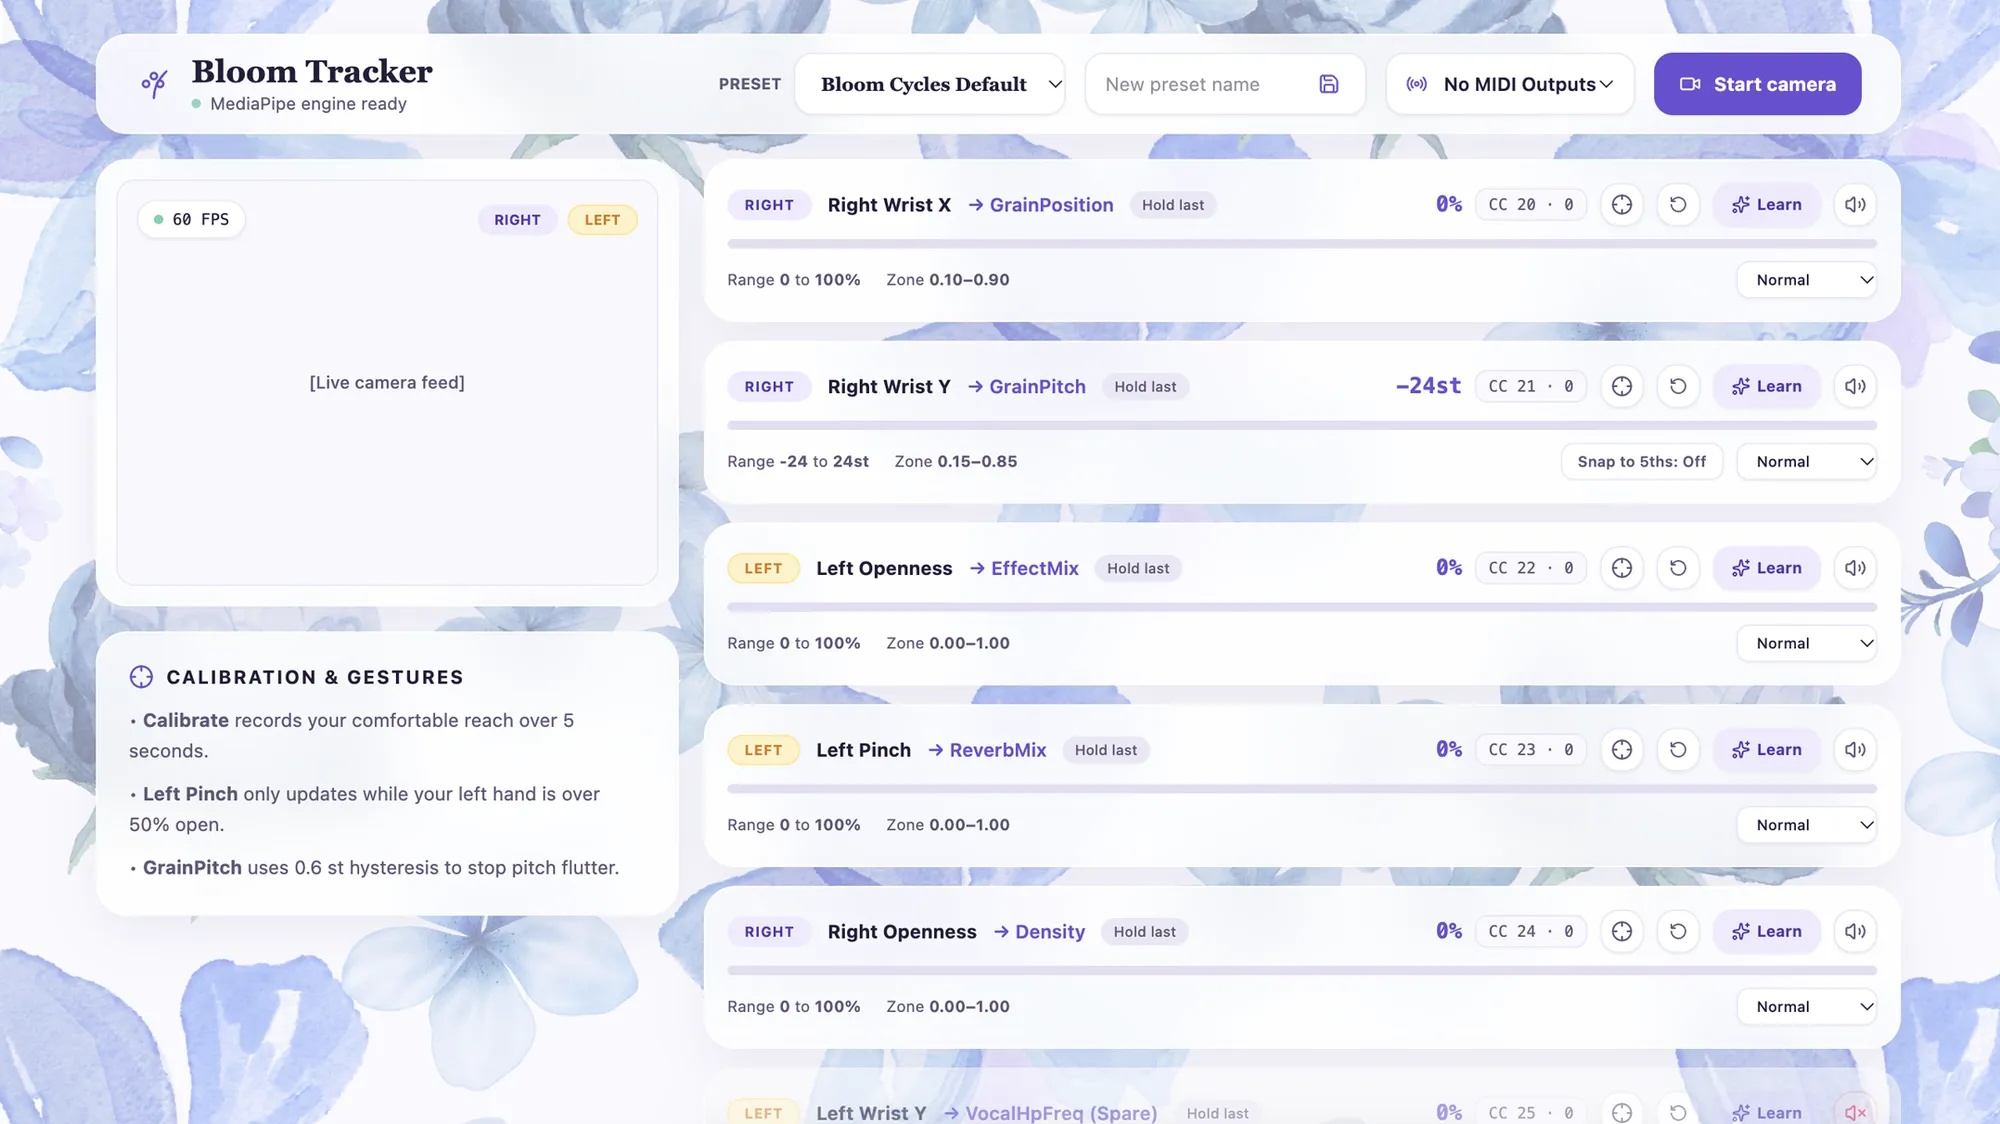 Bloom Tracker
MediaPipe engine ready
PRESET
Bloom Cycles Default
New preset name
No MIDI Outputs
Start camera
60 FPS
RIGHT
LEFT
[Live camera feed]
CALIBRATION & GESTURES
• Calibrate records your comfortable reach over 5
seconds.
• Left Pinch only updates while your left hand is over
50% open.
• GrainPitch uses 0.6 st hysteresis to stop pitch flutter.
RIGHT Right Wrist X → GrainPosition Hold last 0% CC 20 · 0 Learn
Range 0 to 100% Zone 0.10–0.90 Normal
RIGHT Right Wrist Y → GrainPitch Hold last −24st CC 21 · 0 Learn
Range -24 to 24st Zone 0.15–0.85 Snap to 5ths: Off Normal
LEFT Left Openness → EffectMix Hold last 0% CC 22 · 0 Learn
Range 0 to 100% Zone 0.00–1.00 Normal
LEFT Left Pinch → ReverbMix Hold last 0% CC 23 · 0 Learn
Range 0 to 100% Zone 0.00–1.00 Normal
RIGHT Right Openness → Density Hold last 0% CC 24 · 0 Learn
Range 0 to 100% Zone 0.00–1.00 Normal
LEFT Left Wrist Y → VocalHpFreq (Spare) Hold last 0% CC 25 · 0 Learn